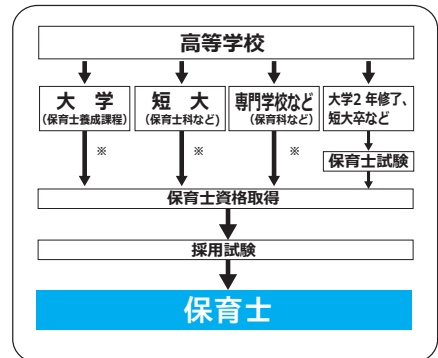 高等学校
大　学
(保育士養成課程)
短　大
(保育士科など)
専門学校など
(保育科など)
大学2 年修了、
短大卒など
※
※
※
保育士試験
保育士資格取得
採用試験
保育士